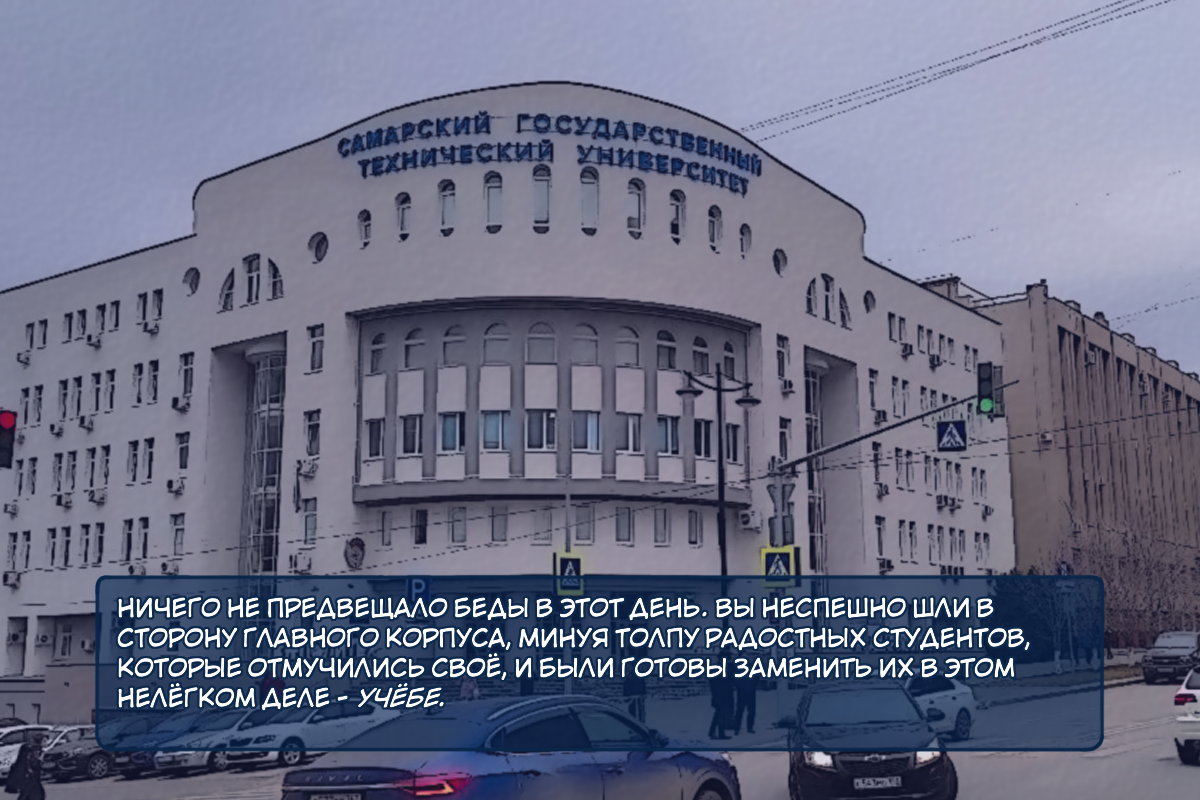 САМАРСКИЙ ГОСУДАРСТВЕННЫЙ
ТЕХНИЧЕСКИЙ УНИВЕРСИТЕТ
P
НИЧЕГО НЕ ПРЕДВЕЩАЛО БЕДЫ В ЭТОТ ДЕНЬ. ВЫ НЕСПЕШНО ШЛИ В
СТОРОНУ ГЛАВНОГО КОРПУСА, МИНУЯ ТОЛПУ РАДОСТНЫХ СТУДЕНТОВ,
КОТОРЫЕ ОТМУЧИЛИСЬ СВОЁ, И БЫЛИ ГОТОВЫ ЗАМЕНИТЬ ИХ В ЭТОМ
НЕЛЁГКОМ ДЕЛЕ - УЧЁБЕ.